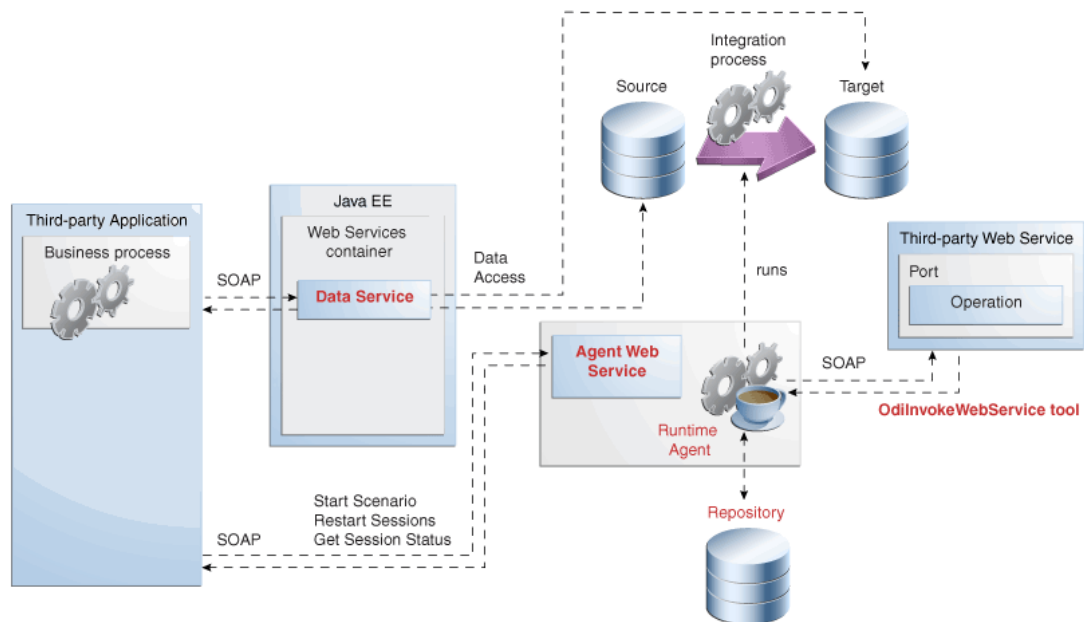 Integration
process
Source
Target
Java EE
Third-party Application
Web Services
container
Business process
Third-party Web Service
Data
Access
Port
SOAP
runs
Data Service
Operation
Agent Web
Service
SOAP
OdiInvokeWebService tool
Runtime
Agent
Start Scenario
Restart Sessions
Get Session Status
SOAP
Repository